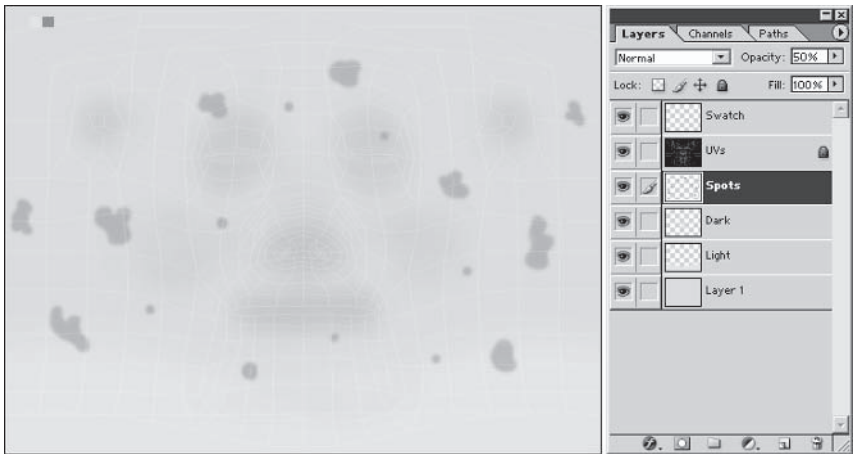 Layers Channels Paths
Normal Opacity: 50%
Lock: Fill: 100%
Swatch
UVs
Spots
Dark
Light
Layer 1